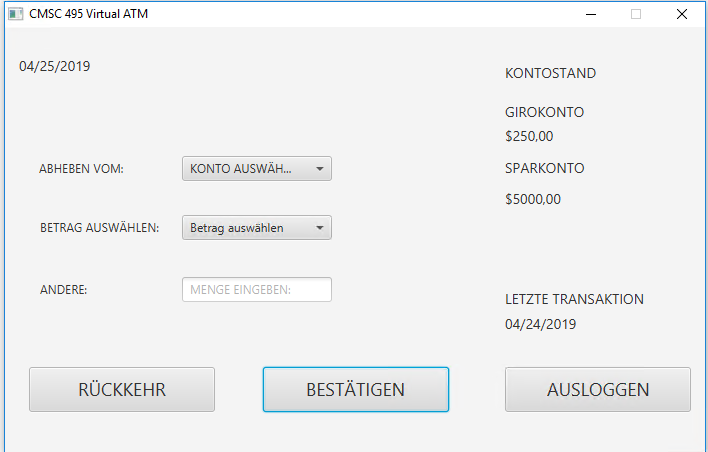 CMSC 495 Virtual ATM
04/25/2019
KONTOSTAND
GIROKONTO
$250,00
ABHEBEN VOM:
KONTO AUSWÄH...
SPARKONTO
$5000,00
BETRAG AUSWÄHLEN:
Betrag auswählen
ANDERE:
MENGE EINGEBEN:
LETZTE TRANSAKTION
04/24/2019
RÜCKKEHR
BESTÄTIGEN
AUSLOGGEN